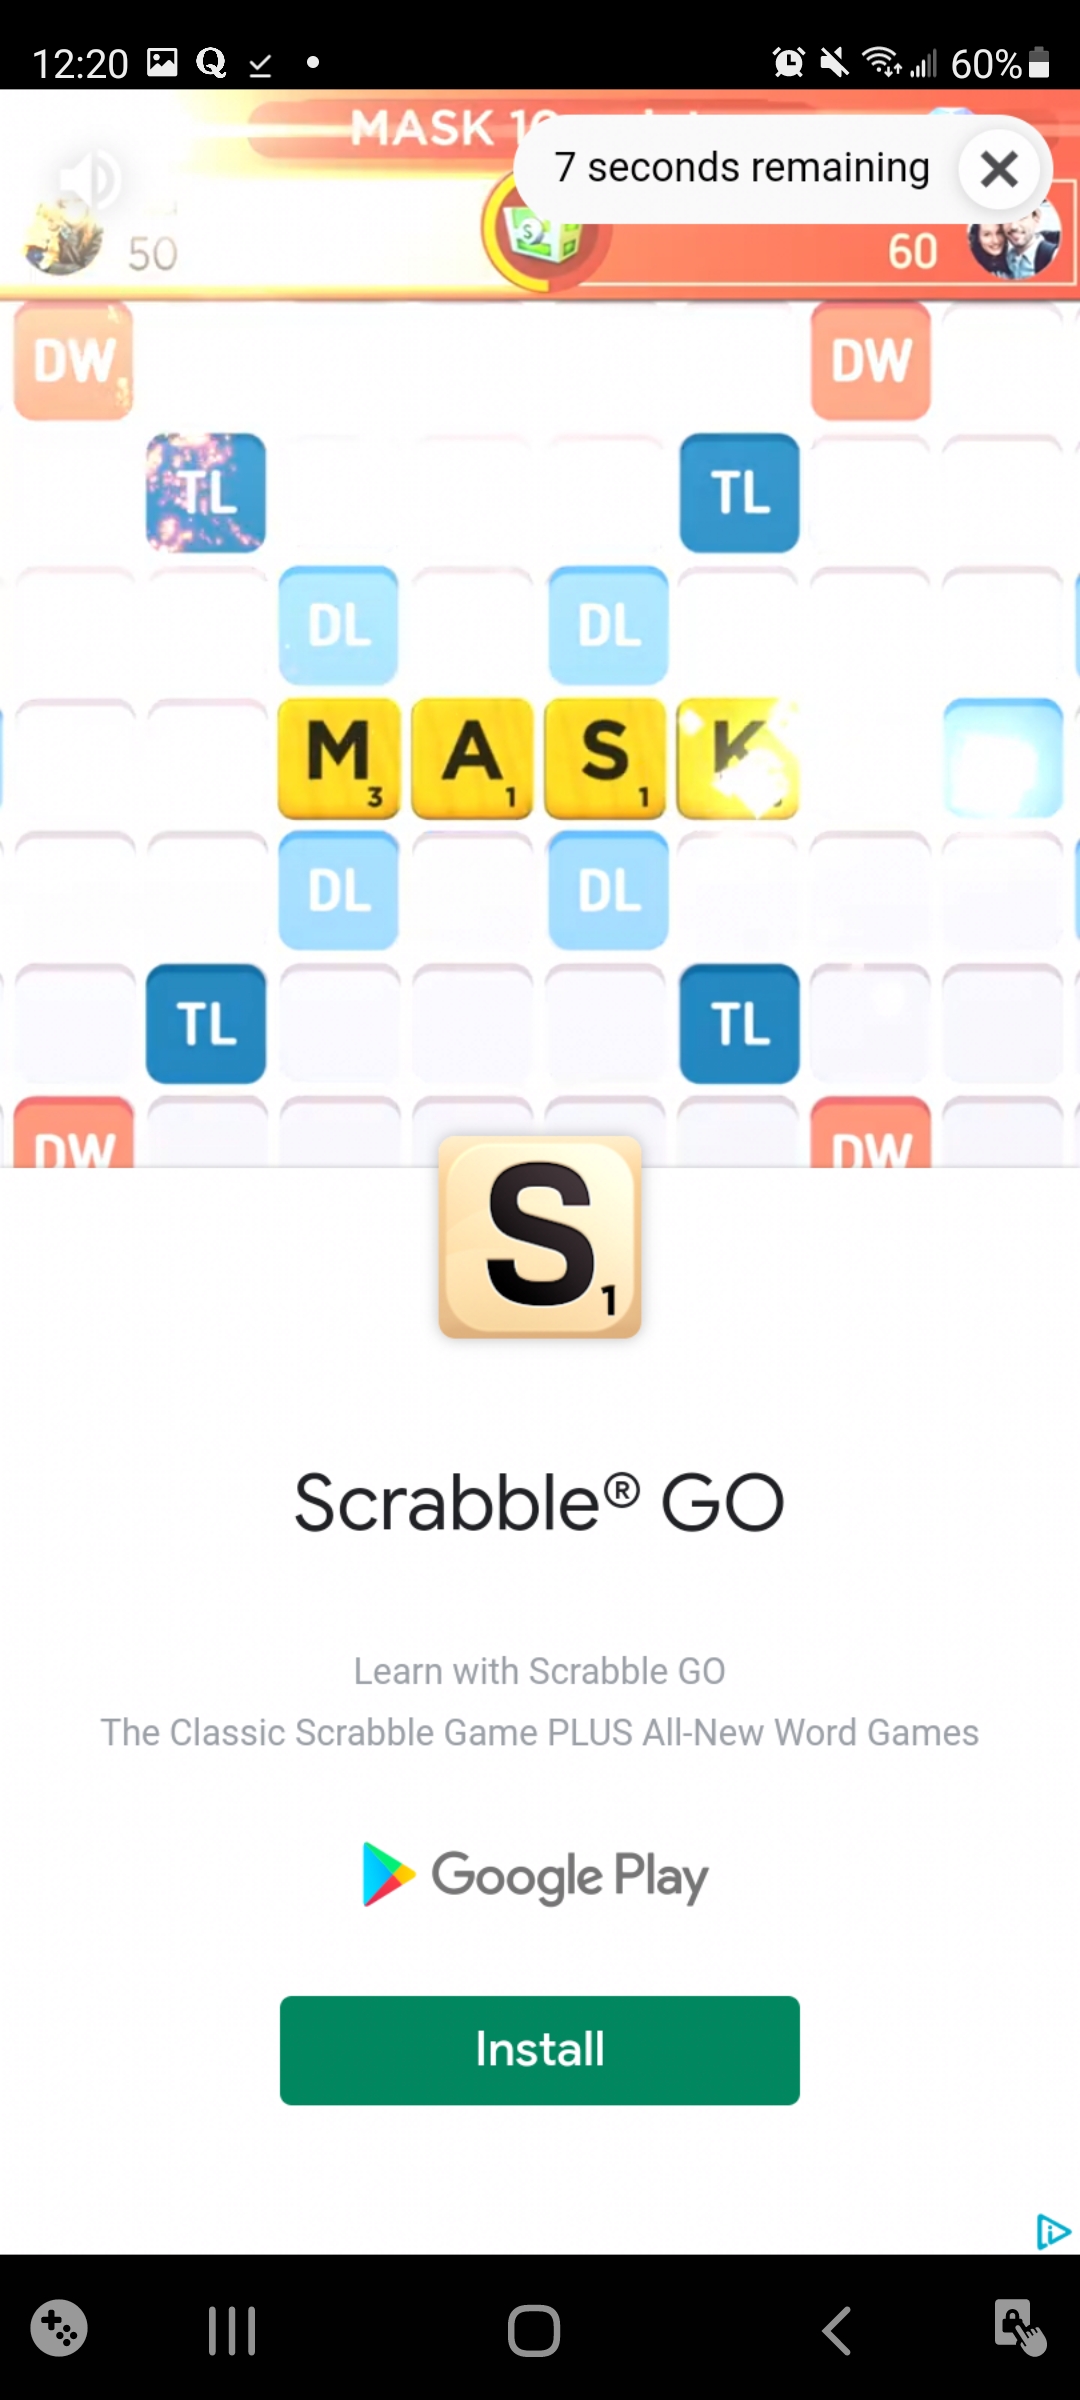 12:20
60%
MASK
7 seconds remaining
50
60
DW
DW
TL
TL
DL
DL
M 3 A 1 S 1 K
DL
DL
TL
TL
DW
DW
S 1
Scrabble® GO
Learn with Scrabble GO
The Classic Scrabble Game PLUS All-New Word Games
Google Play
Install